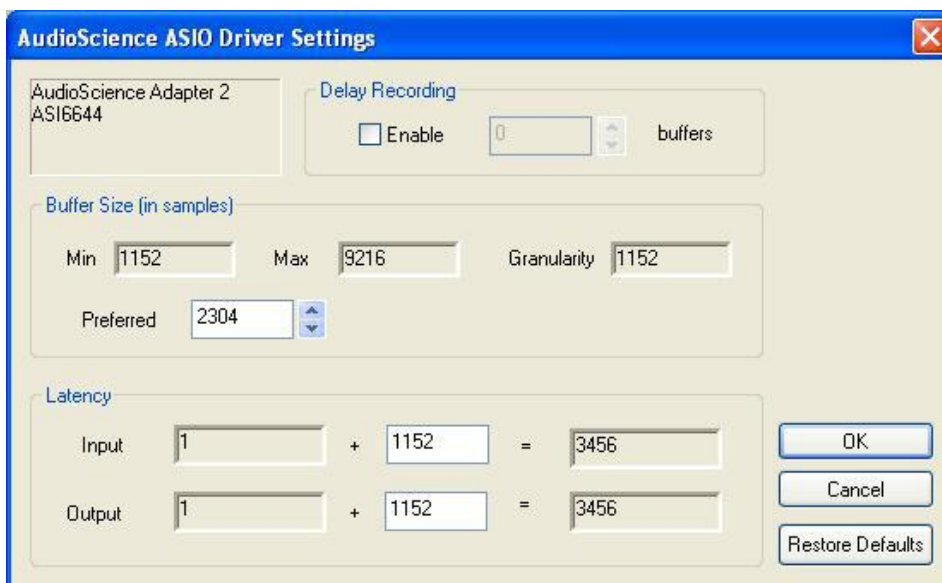 AudioScience ASIO Driver Settings
AudioScience Adapter 2
ASI6644
Delay Recording
Enable 0 buffers
Buffer Size (in samples)
Min 1152 Max 9216 Granularity 1152
Preferred 2304
Latency
Input 1 + 1152 = 3456
Output 1 + 1152 = 3456
OK
Cancel
Restore Defaults